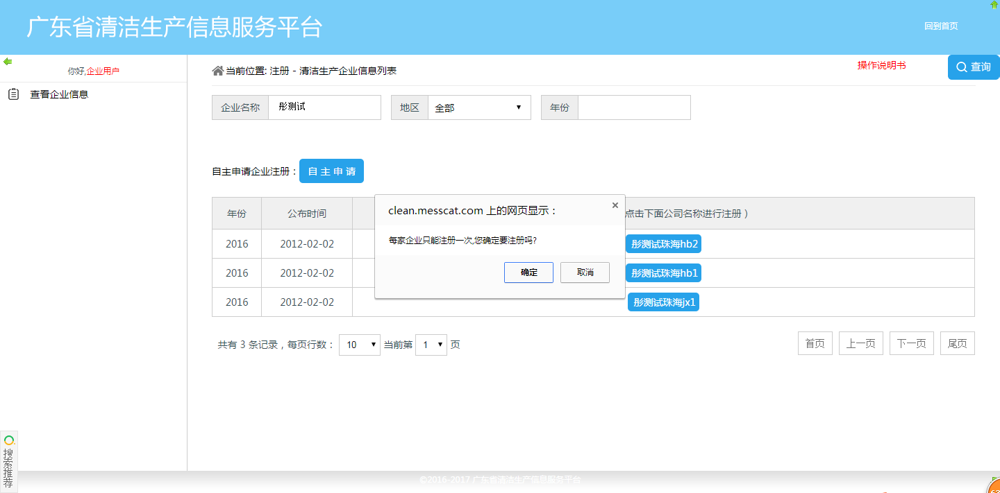 广东省清洁生产信息服务平台
回到首页
你好,企业用户
查看企业信息
当前位置: 注册 - 清洁生产企业信息列表
操作说明书
查询
企业名称 彤测试 地区 全部 年份
自主申请企业注册：自 主 申 请
年份 公布时间 点击下面公司名称进行注册）
clean.messcat.com 上的网页显示：
每家企业只能注册一次,您确定要注册吗?
确定 取消
2016 2012-02-02 彤测试珠海hb2
2016 2012-02-02 彤测试珠海hb1
2016 2012-02-02 彤测试珠海jx1
共有 3 条记录，每页行数： 10 当前第 1 页
首页 上一页 下一页 尾页
搜索推荐
©2016-2017 广东省清洁生产信息服务平台